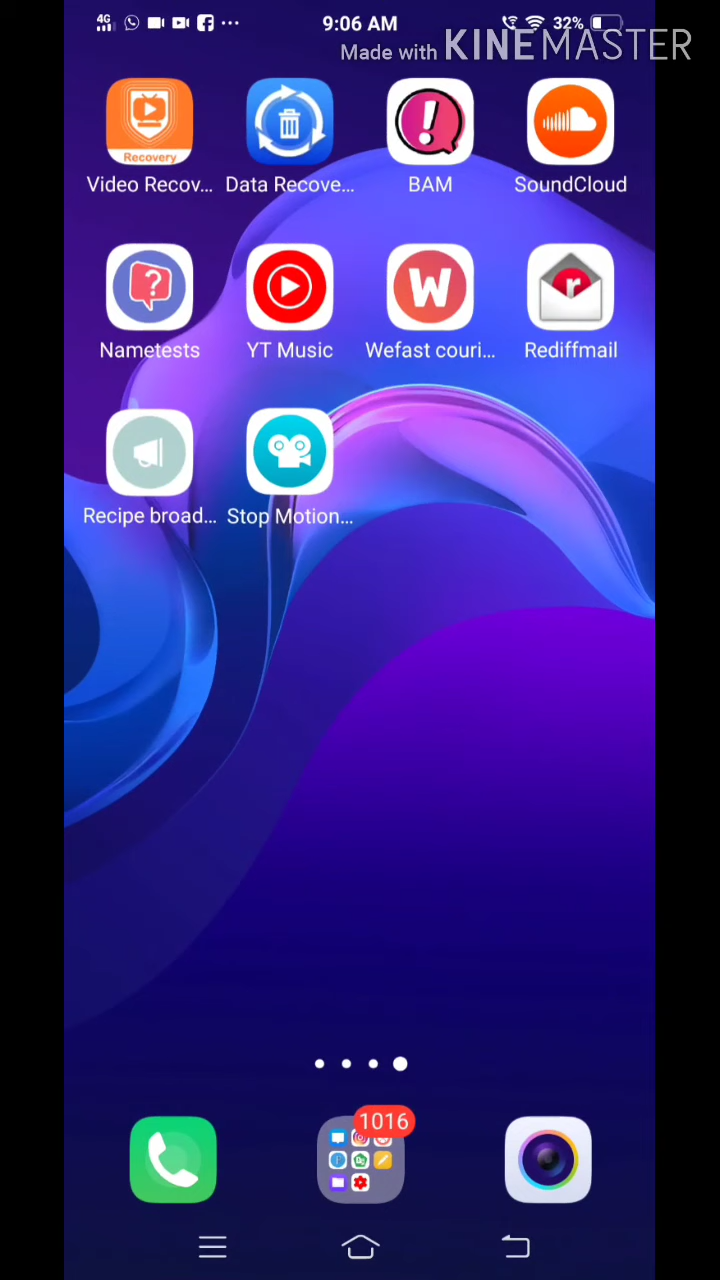 4G 9:06 AM 32%
Made with KINEMASTER
Recovery
Video Recov... Data Recove... BAM SoundCloud
Nametests YT Music Wefast couri... Rediffmail
Recipe broad... Stop Motion...
1016